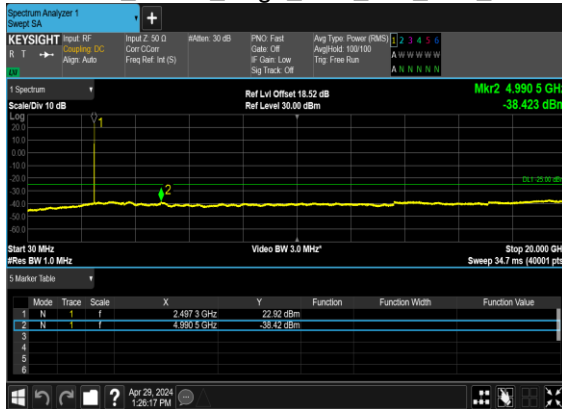 Spectrum Analyzer 1
Swept SA
+
KEYSIGHT Input: RF Input Z: 50 Ω #Atten: 30 dB PNO: Fast Avg Type: Power (RMS) 1 2 3 4 5 6
R T Coupling: DC Corr CCorr Gate: Off Avg|Hold: 100/100 A W W W W W
Align: Auto Freq Ref: Int (S) IF Gain: Low Trig: Free Run
LU Sig Track: Off A N N N N N
1 Spectrum Ref Lvl Offset 18.52 dB Mkr2 4.990 5 GHz
Scale/Div 10 dB Ref Level 30.00 dBm -38.423 dBm
Log
20.0
10.0
0.00
-10.0
-20.0
-30.0
-40.0
-50.0
-60.0
1
2
DL1 -25.00 dBm
Start 30 MHz Video BW 3.0 MHz* Stop 20.000 GHz
#Res BW 1.0 MHz Sweep 34.7 ms (40001 pts)
5 Marker Table
Mode Trace Scale X Y Function Function Width Function Value
1 N 1 f 2.497 3 GHz 22.92 dBm
2 N 1 f 4.990 5 GHz -38.42 dBm
3
4
5
6
? Apr 29, 2024
1:26:17 PM